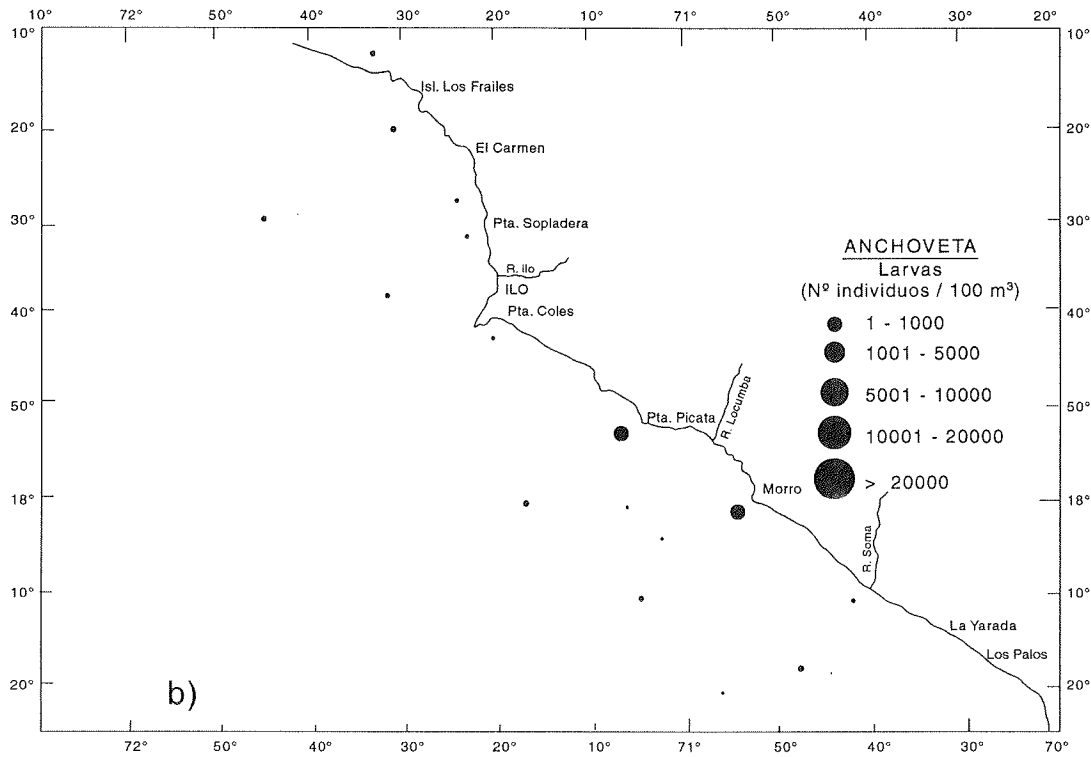 10° 72° 50° 40° 30° 20° 10° 71° 50° 40° 30° 20°
10° 10°
Isl. Los Frailes
20° 20°
El Carmen
30° Pta. Sopladera 30°
ANCHOVETA
R. Ilo
Larvas
ILO
(Nº individuos / 100 m³)
40° Pta. Coles 40°
1 - 1000
1001 - 5000
5001 - 10000
50° Pta. Picata 50°
R. Locumba
10001 - 20000
> 20000
Morro
18° 18°
R. Soma
10° 10°
La Yarada
Los Palos
20° 20°
b)
72° 50° 40° 30° 20° 10° 71° 50° 40° 30° 70°